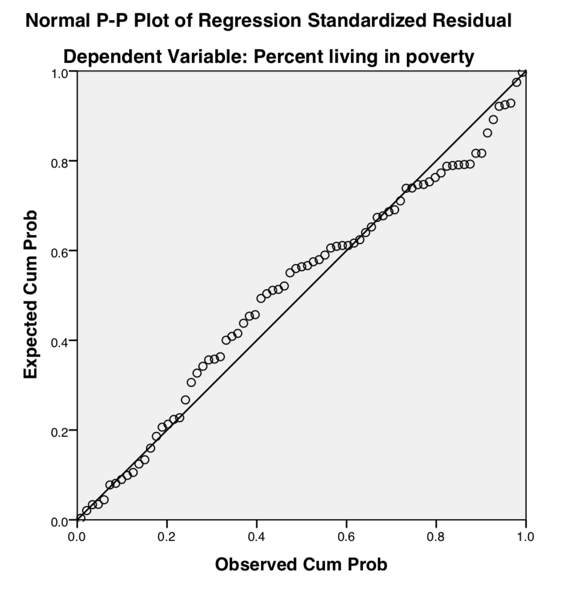 Normal P-P Plot of Regression Standardized Residual
Dependent Variable: Percent living in poverty
1.0
0.8
0.6
0.4
0.2
0.0
Expected Cum Prob
0.0 0.2 0.4 0.6 0.8 1.0
Observed Cum Prob